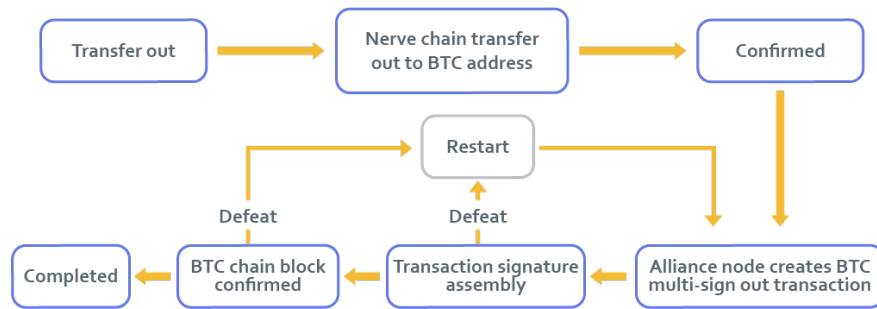 Transfer out
Nerve chain transfer
out to BTC address
Confirmed
Restart
Defeat
Defeat
Completed
BTC chain block
confirmed
Transaction signature
assembly
Alliance node creates BTC
multi-sign out transaction